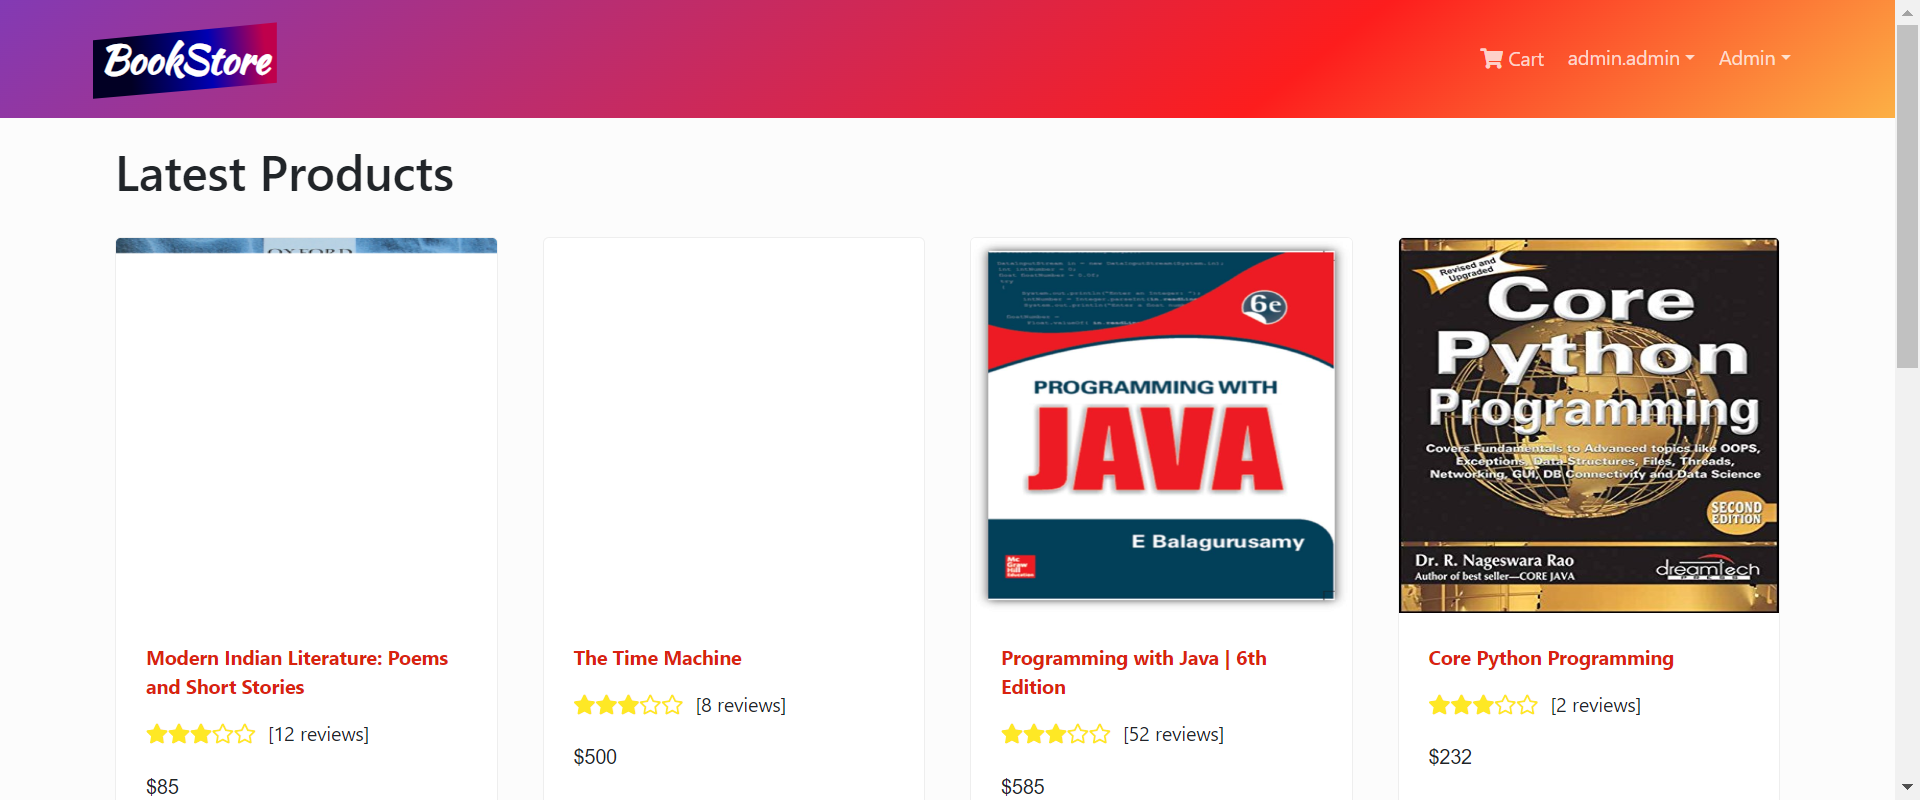 BookStore
Cart
admin.admin
Admin
Latest Products
OXFORD
6e
PROGRAMMING WITH
JAVA
E Balagurusamy
Mc
Graw
Hill
Education
Revised and
Upgraded
Core
Python
Programming
Covers Fundamentals to Advanced topics like OOPS,
Exceptions, Data Structures, Files, Threads,
Networking, GUI, DB Connectivity and Data Science
SECOND
EDITION
Dr. R. Nageswara Rao
Author of best seller—CORE JAVA
dreamtech
PRESS
Modern Indian Literature: Poems
and Short Stories
[12 reviews]
$85
The Time Machine
[8 reviews]
$500
Programming with Java | 6th
Edition
[52 reviews]
$585
Core Python Programming
[2 reviews]
$232